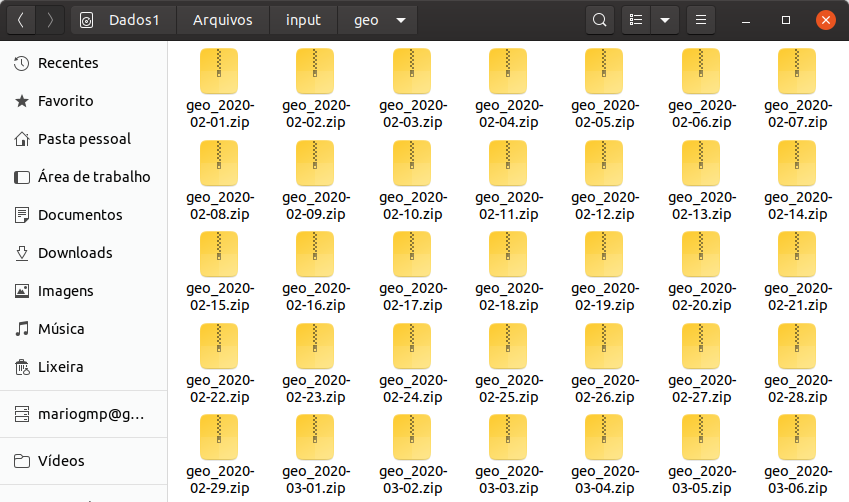 Dados1 Arquivos input geo
Recentes
Favorito
Pasta pessoal
Área de trabalho
Documentos
Downloads
Imagens
Música
Lixeira
mariogmp@g...
Vídeos
geo_2020- geo_2020- geo_2020- geo_2020- geo_2020- geo_2020- geo_2020-
02-01.zip 02-02.zip 02-03.zip 02-04.zip 02-05.zip 02-06.zip 02-07.zip
geo_2020- geo_2020- geo_2020- geo_2020- geo_2020- geo_2020- geo_2020-
02-08.zip 02-09.zip 02-10.zip 02-11.zip 02-12.zip 02-13.zip 02-14.zip
geo_2020- geo_2020- geo_2020- geo_2020- geo_2020- geo_2020- geo_2020-
02-15.zip 02-16.zip 02-17.zip 02-18.zip 02-19.zip 02-20.zip 02-21.zip
geo_2020- geo_2020- geo_2020- geo_2020- geo_2020- geo_2020- geo_2020-
02-22.zip 02-23.zip 02-24.zip 02-25.zip 02-26.zip 02-27.zip 02-28.zip
geo_2020- geo_2020- geo_2020- geo_2020- geo_2020- geo_2020- geo_2020-
02-29.zip 03-01.zip 03-02.zip 03-03.zip 03-04.zip 03-05.zip 03-06.zip